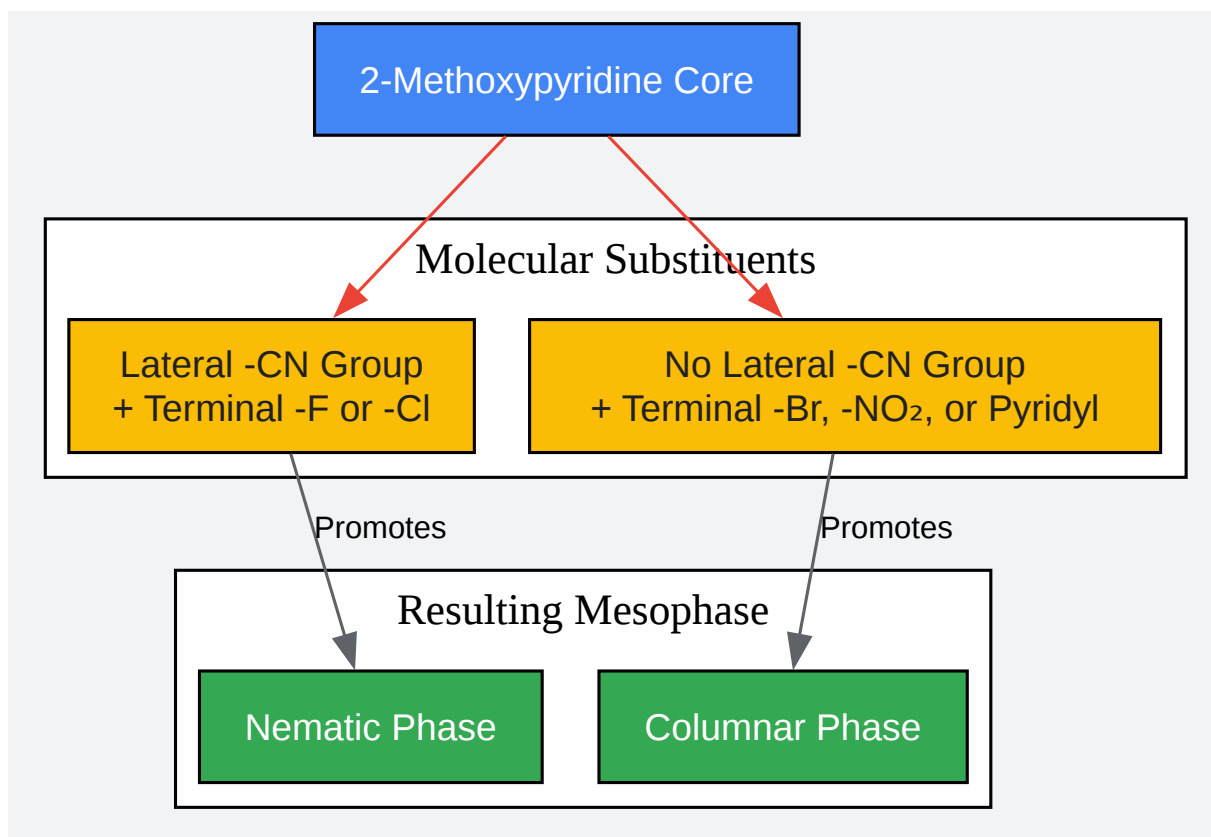 2-Methoxypyridine Core
Molecular Substituents
Lateral -CN Group
+ Terminal -F or -Cl
No Lateral -CN Group
+ Terminal -Br, -NO₂, or Pyridyl
Promotes
Promotes
Resulting Mesophase
Nematic Phase
Columnar Phase